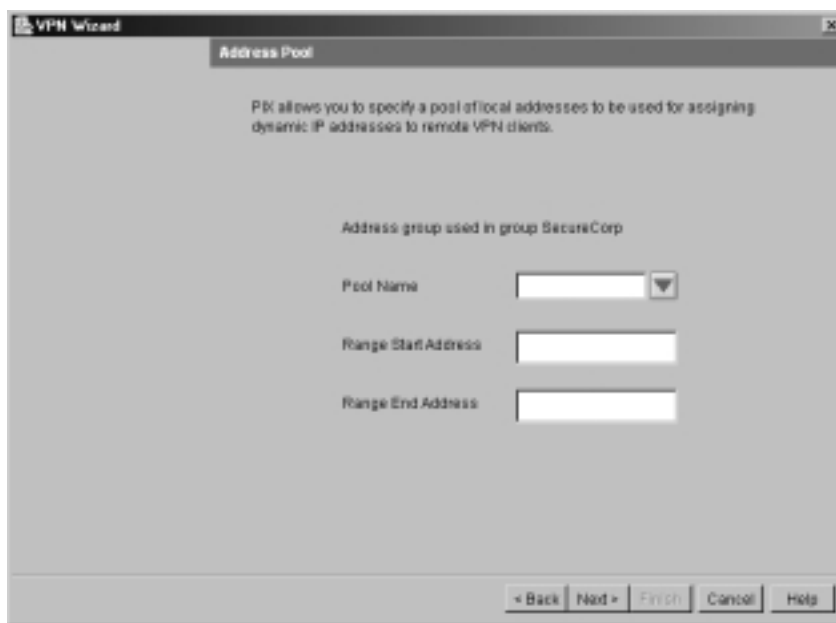 VPN Wizard
Address Pool
PIX allows you to specify a pool of local addresses to be used for assigning
dynamic IP addresses to remote VPN clients.
Address group used in group SecureCorp
Pool Name
Range Start Address
Range End Address
< Back Next > Finish Cancel Help